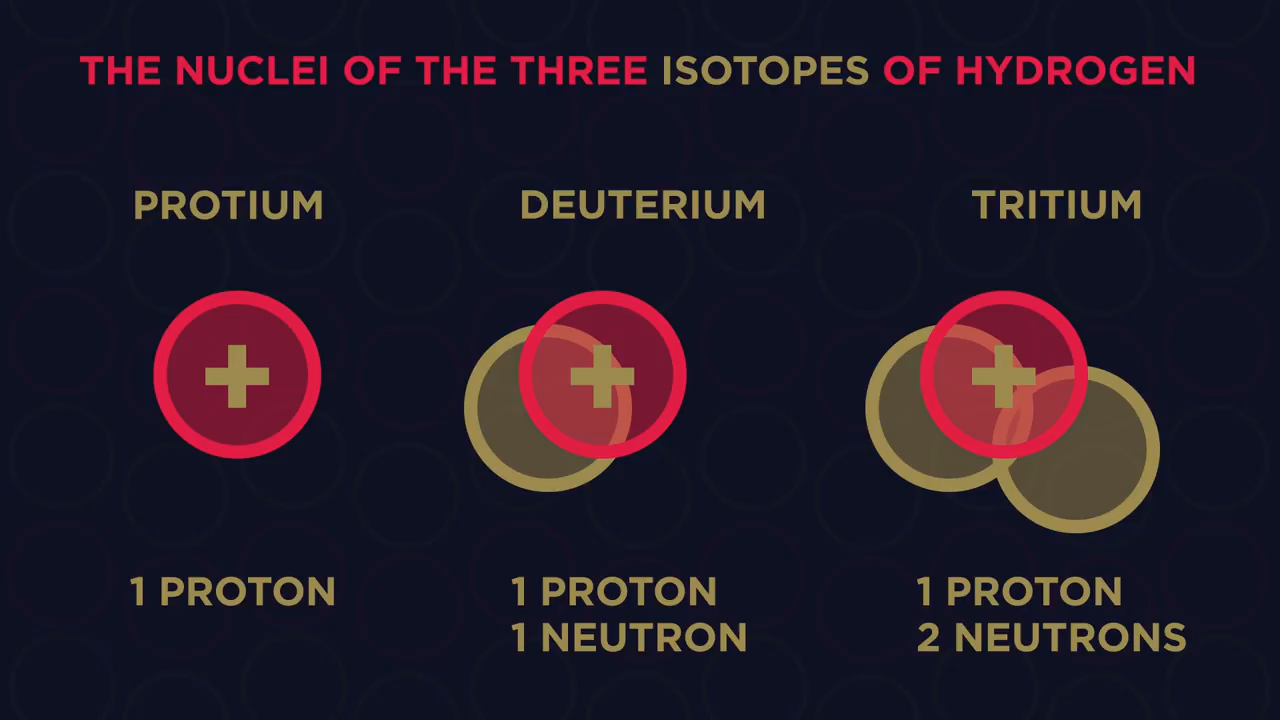 THE NUCLEI OF THE THREE ISOTOPES OF HYDROGEN
PROTIUM
DEUTERIUM
TRITIUM
1 PROTON
1 PROTON
1 NEUTRON
1 PROTON
2 NEUTRONS